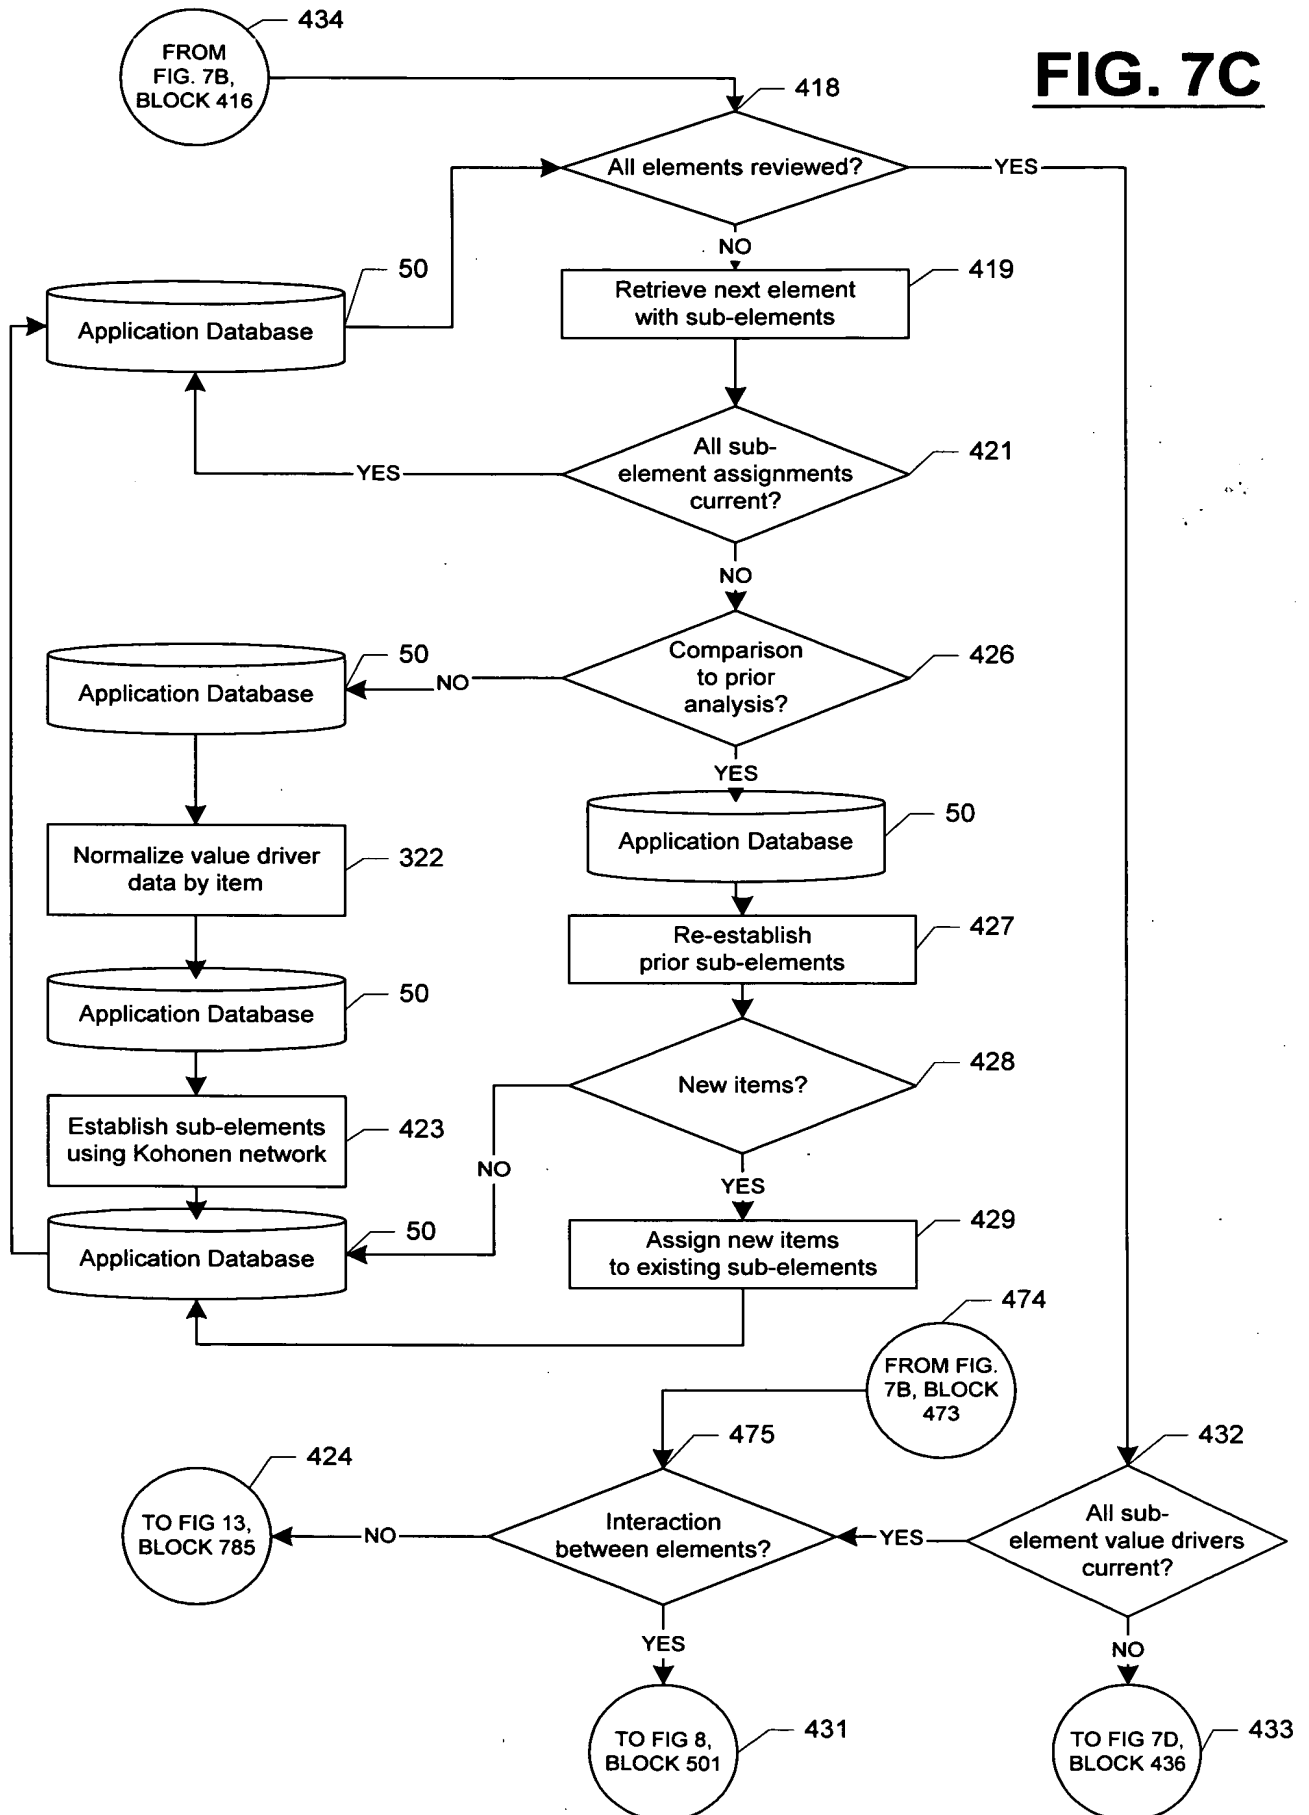 434
FROM
FIG. 7B,
BLOCK 416
FIG. 7C
418
All elements reviewed?
YES
NO
50
Application Database
419
Retrieve next element
with sub-elements
421
All sub-
element assignments
current?
YES
NO
50
Application Database
NO
426
Comparison
to prior
analysis?
YES
50
Application Database
322
Normalize value driver
data by item
427
Re-establish
prior sub-elements
50
Application Database
428
New items?
423
Establish sub-elements
using Kohonen network
NO
YES
50
Application Database
429
Assign new items
to existing sub-elements
474
FROM FIG.
7B, BLOCK
473
424
TO FIG 13,
BLOCK 785
NO
475
Interaction
between elements?
YES
432
All sub-
element value drivers
current?
YES
NO
431
TO FIG 8,
BLOCK 501
433
TO FIG 7D,
BLOCK 436